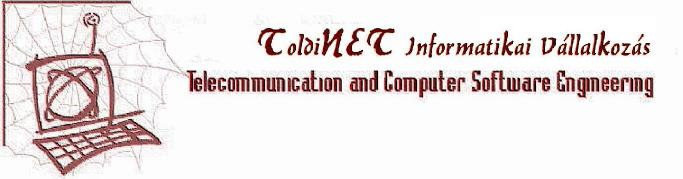 ToldiNET Informatikai Vállalkozás
Telecommunication and Computer Software Engineering